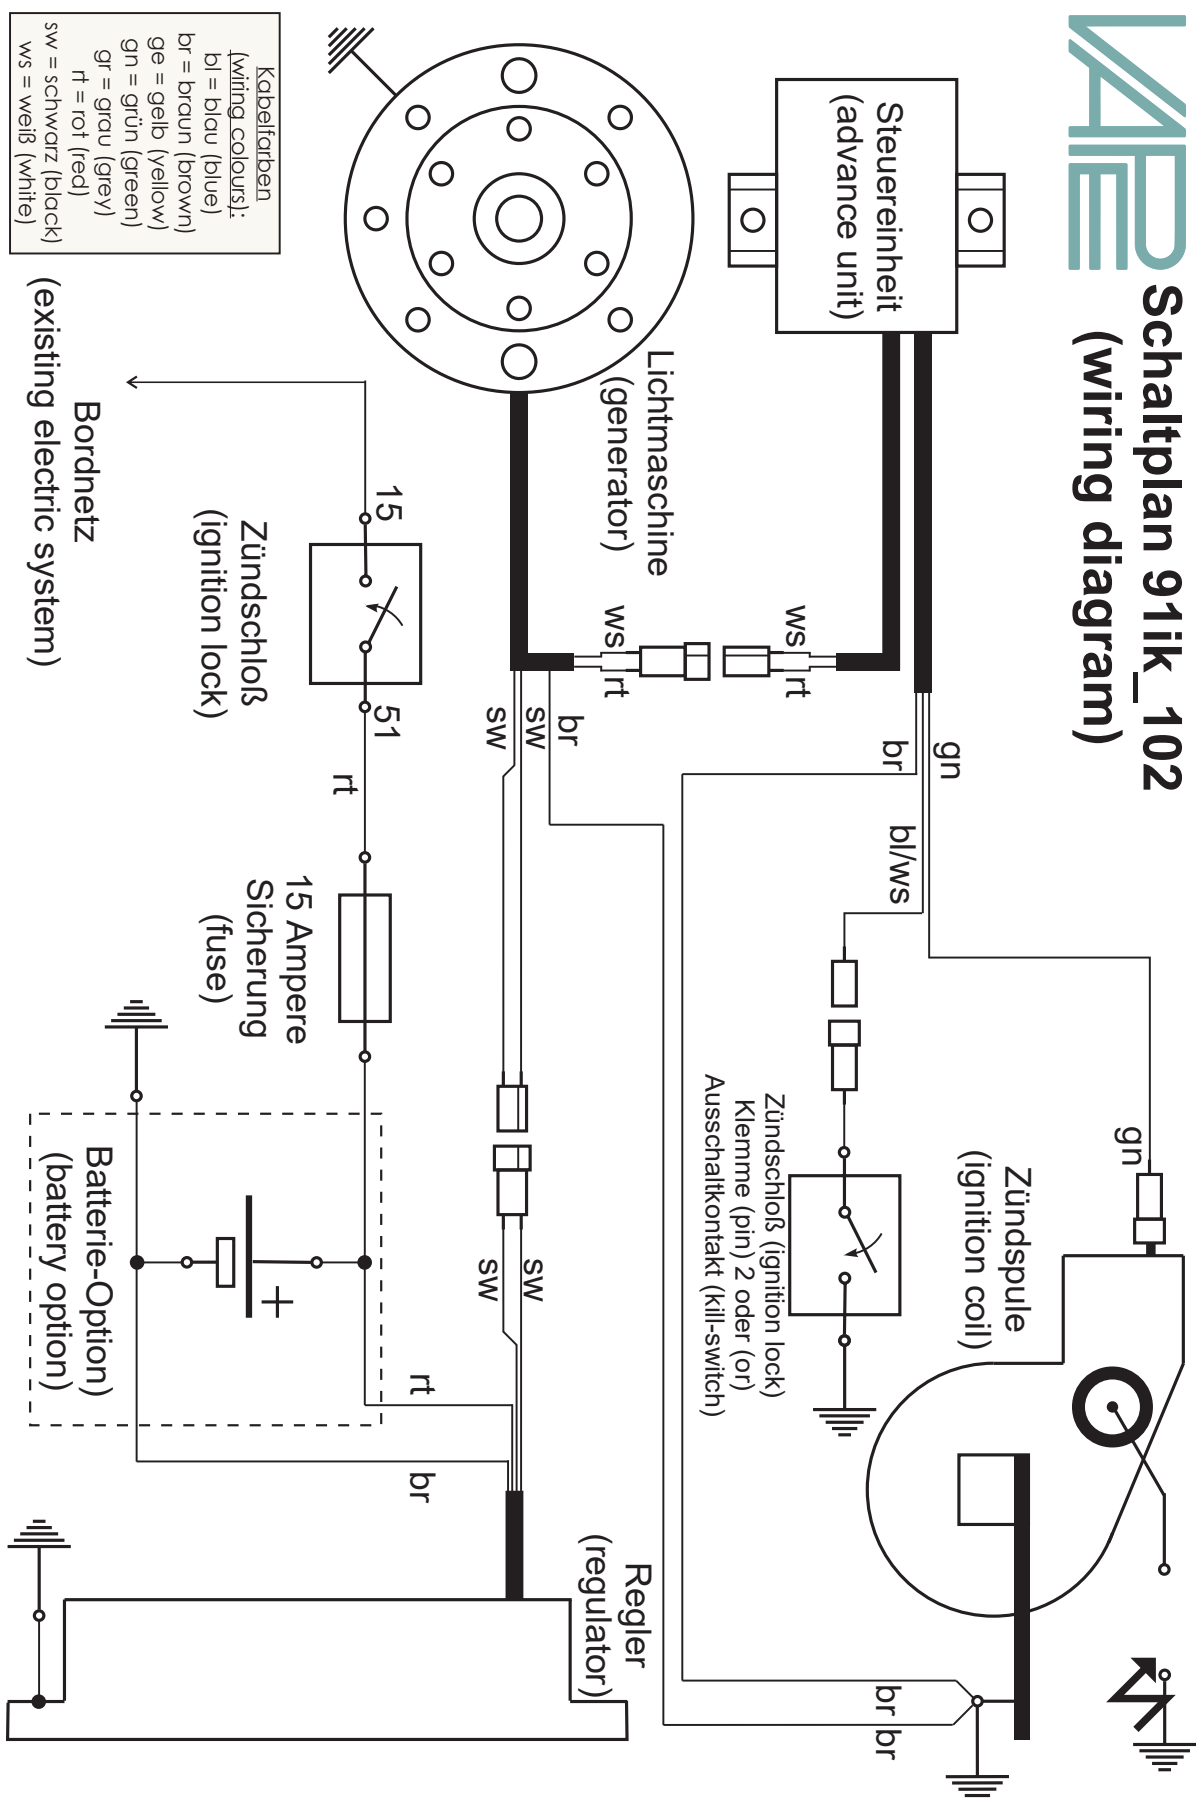 VAPE
Schaltplan 91ik_102
(wiring diagram)
Steuereinheit
(advance unit)
ws
rt
gn
br
bl/ws
gn
Zündspule
(ignition coil)
Zündschloß (ignition lock)
Klemme (pin) 2 oder (or)
Ausschaltkontakt (kill-switch)
br
br
Lichtmaschine
(generator)
ws
rt
br
sw
sw
sw
sw
Regler
(regulator)
rt
br
15
51
Zündschloß
(ignition lock)
rt
15 Ampere
Sicherung
(fuse)
+
Batterie-Option)
(battery option)
Bordnetz
(existing electric system)
Kabelfarben
(wiring colours):
bl = blau (blue)
br = braun (brown)
ge = gelb (yellow)
gn = grün (green)
gr = grau (grey)
rt = rot (red)
sw = schwarz (black)
ws = weiß (white)